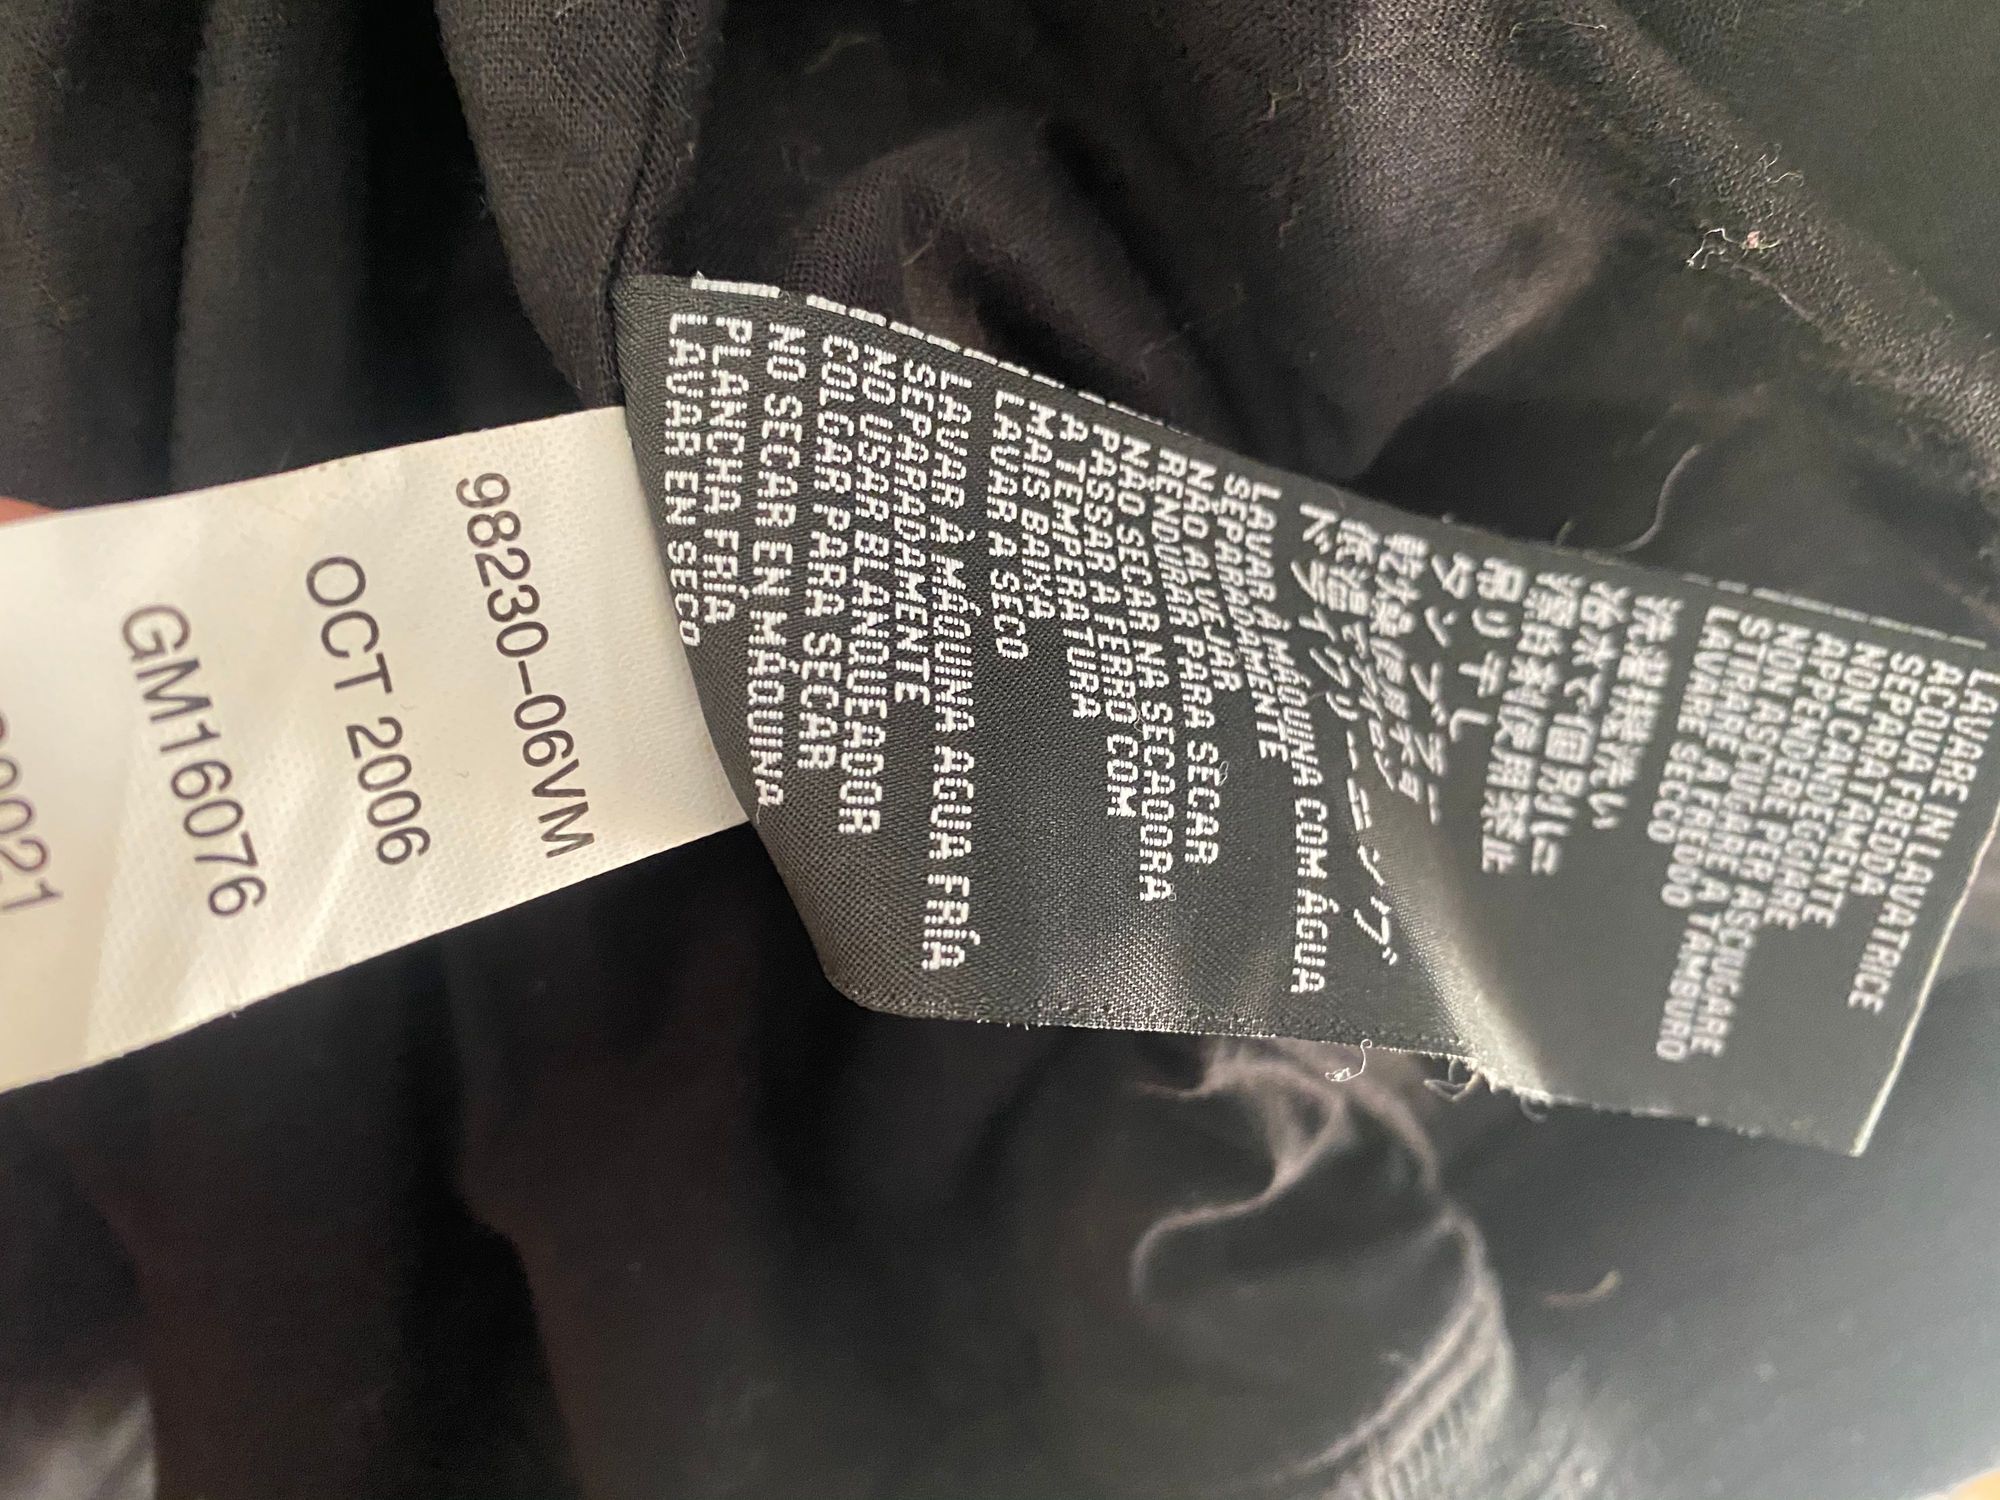 98230-06VM
OCT 2006
GM16076
0021
LAVARE IN LAVATRICE
ACQUA FREDDA
SEPARATAMENTE
NON CANDEGGIARE
APPENDERE PER ASCIUGARE
NON ASCIUGARE A TAMBURO
STIRARE A FREDDO
LAVARE SECCO
洗濯機洗い
冷水で個別に
漂白剤使用禁止
吊り干し
タンブラー
乾燥使用不可
低温でアイロン
ドライクリーニング
LAVAR À MÁQUINA COM ÁGUA
SEPARADAMENTE
NÃO ALVEJAR
RENDURAR PARA SECAR
NÃO SECAR NA SECADORA
PASSAR A FERRO COM
A TEMPERATURA
MAIS BAIXA
LAVAR A SECO
LAVAR À MÁQUINA AGUA FRÍA
SEPARADAMENTE
NO USAR BLANQUEADOR
COLGAR PARA SECAR
NO SECAR EN MÁQUINA
PLANCHA FRÍA
LAVAR EN SECO